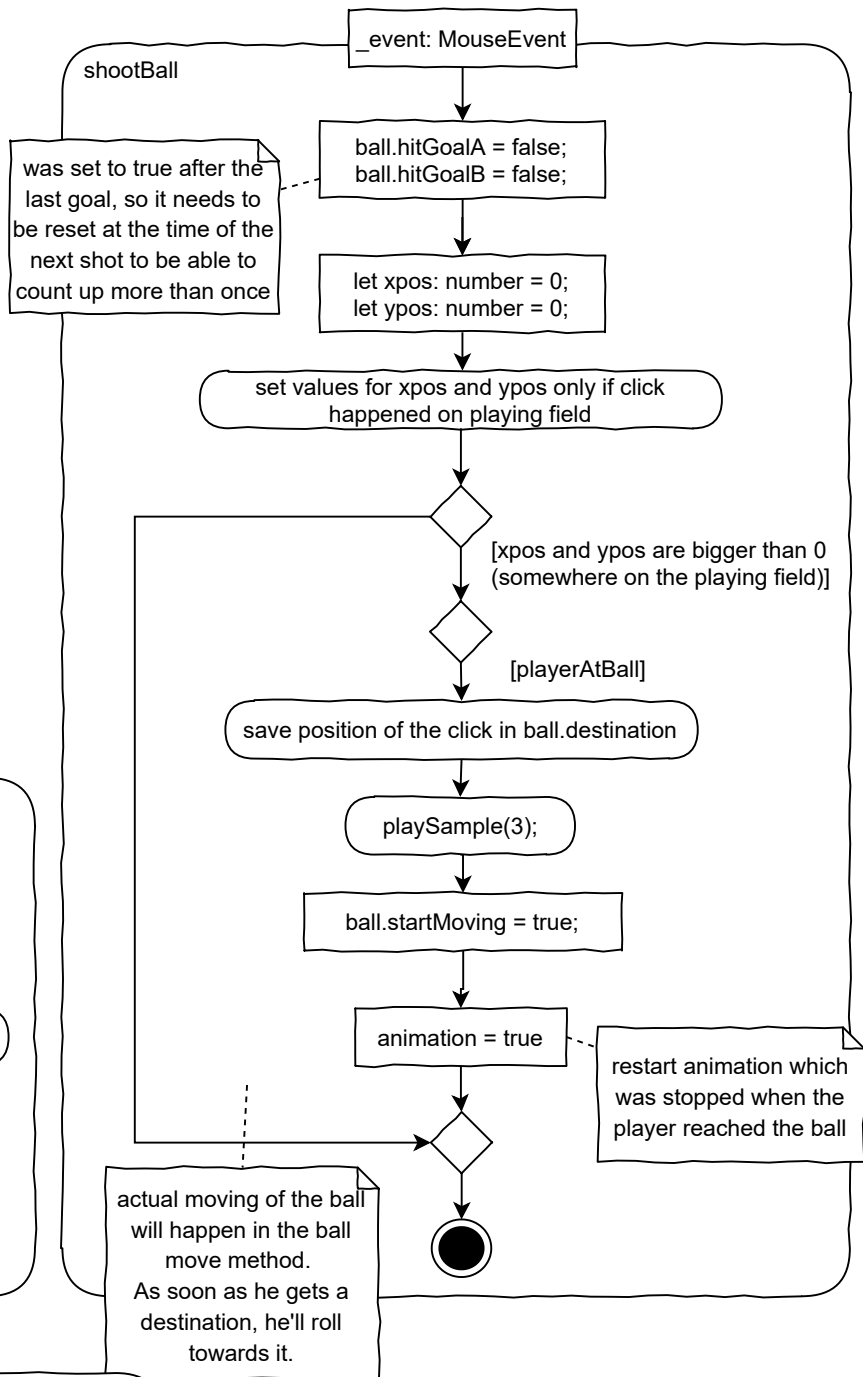 _event: MouseEvent
shootBall
ball.hitGoalA = false;
ball.hitGoalB = false;
was set to true after the
last goal, so it needs to
be reset at the time of the
next shot to be able to
count up more than once
let xpos: number = 0;
let ypos: number = 0;
set values for xpos and ypos only if click
happened on playing field
[xpos and ypos are bigger than 0
(somewhere on the playing field)]
[playerAtBall]
save position of the click in ball.destination
playSample(3);
ball.startMoving = true;
animation = true
restart animation which
was stopped when the
player reached the ball
actual moving of the ball
will happen in the ball
move method.
As soon as he gets a
destination, he'll roll
towards it.